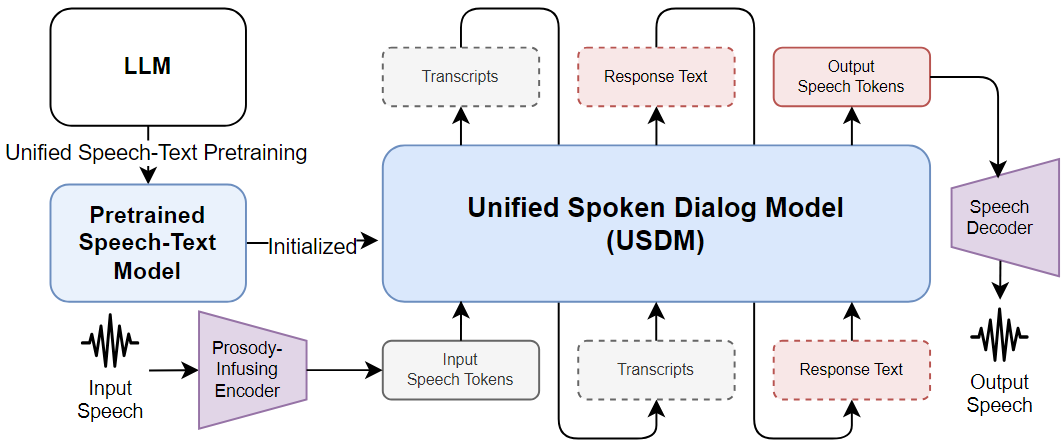 LLM
Unified Speech-Text Pretraining
Pretrained
Speech-Text
Model
Initialized
Input
Speech
Prosody-
Infusing
Encoder
Transcripts
Response Text
Output
Speech Tokens
Unified Spoken Dialog Model
(USDM)
Input
Speech Tokens
Transcripts
Response Text
Speech
Decoder
Output
Speech